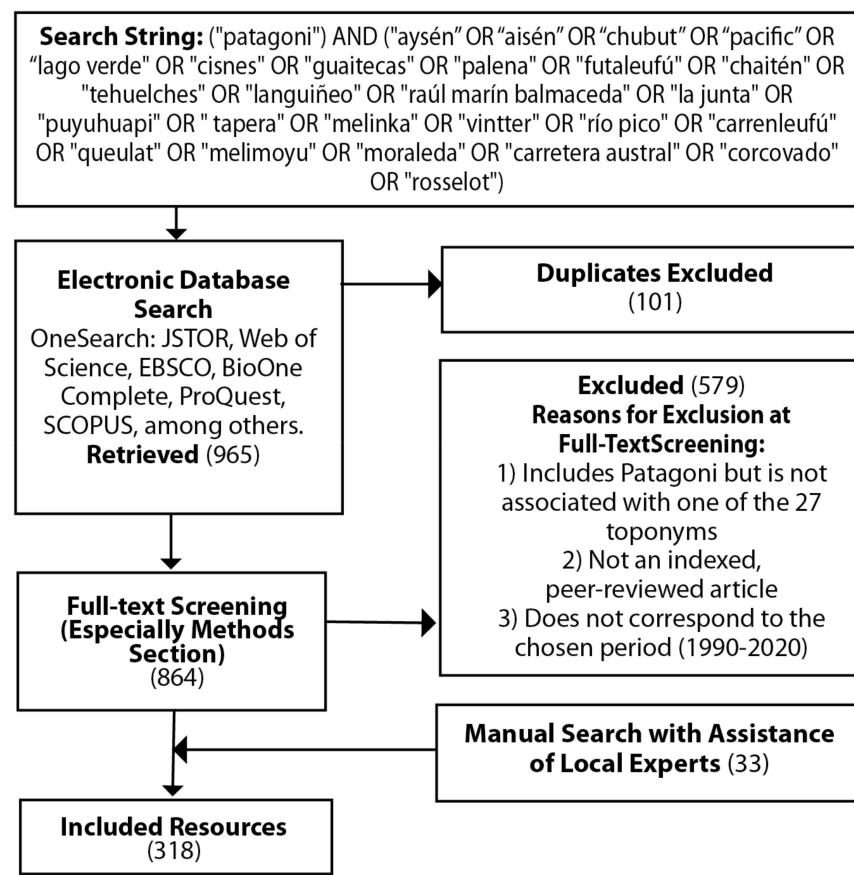 Search String: ("patagoni") AND ("aysén” OR “aisén” OR “chubut” OR “pacific” OR
“lago verde" OR "cisnes" OR "guaitecas" OR "palena" OR "futaleufú" OR "chaitén" OR
"tehuelches" OR "languiñeo" OR "raúl marín balmaceda" OR "la junta" OR
"puyuhuapi" OR " tapera" OR "melinka" OR "vintter" OR "río pico" OR "carrenleufú"
OR "queulat" OR "melimoyu" OR "moraleda" OR "carretera austral" OR "corcovado"
OR "rosselot")
Electronic Database
Search
OneSearch: JSTOR, Web of
Science, EBSCO, BioOne
Complete, ProQuest,
SCOPUS, among others.
Retrieved (965)
Duplicates Excluded
(101)
Excluded (579)
Reasons for Exclusion at
Full-TextScreening:
1) Includes Patagoni but is not
associated with one of the 27
toponyms
2) Not an indexed,
peer-reviewed article
3) Does not correspond to the
chosen period (1990-2020)
Full-text Screening
(Especially Methods
Section)
(864)
Manual Search with Assistance
of Local Experts (33)
Included Resources
(318)